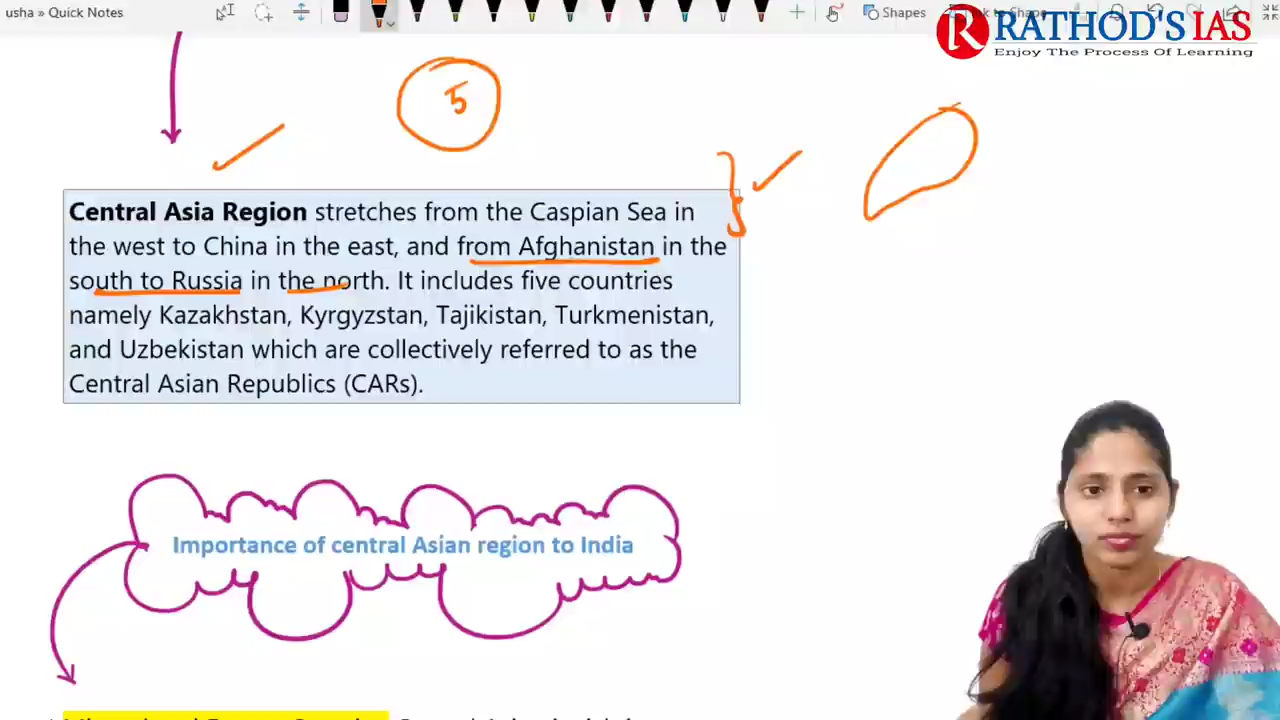 usha » Quick Notes
Shapes
RATHOD'S IAS
Enjoy The Process Of Learning
5
Central Asia Region stretches from the Caspian Sea in
the west to China in the east, and from Afghanistan in the
south to Russia in the north. It includes five countries
namely Kazakhstan, Kyrgyzstan, Tajikistan, Turkmenistan,
and Uzbekistan which are collectively referred to as the
Central Asian Republics (CARs).
Importance of central Asian region to India